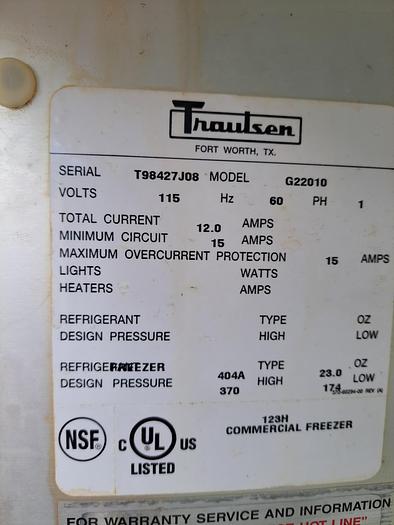 Traulsen
FORT WORTH, TX.
SERIAL T98427J08 MODEL G22010
VOLTS 115 Hz 60 PH 1
TOTAL CURRENT 12.0 AMPS
MINIMUM CIRCUIT 15 AMPS
MAXIMUM OVERCURRENT PROTECTION 15 AMPS
LIGHTS WATTS
HEATERS AMPS
REFRIGERANT TYPE OZ
DESIGN PRESSURE HIGH LOW
REFRIGERANT FREEZER 404A TYPE 23.0 OZ
DESIGN PRESSURE 370 HIGH 174 LOW
NSF
C UL US
LISTED
123H
COMMERCIAL FREEZER
FOR WARRANTY SERVICE AND INFORMATION
HOT LINE"